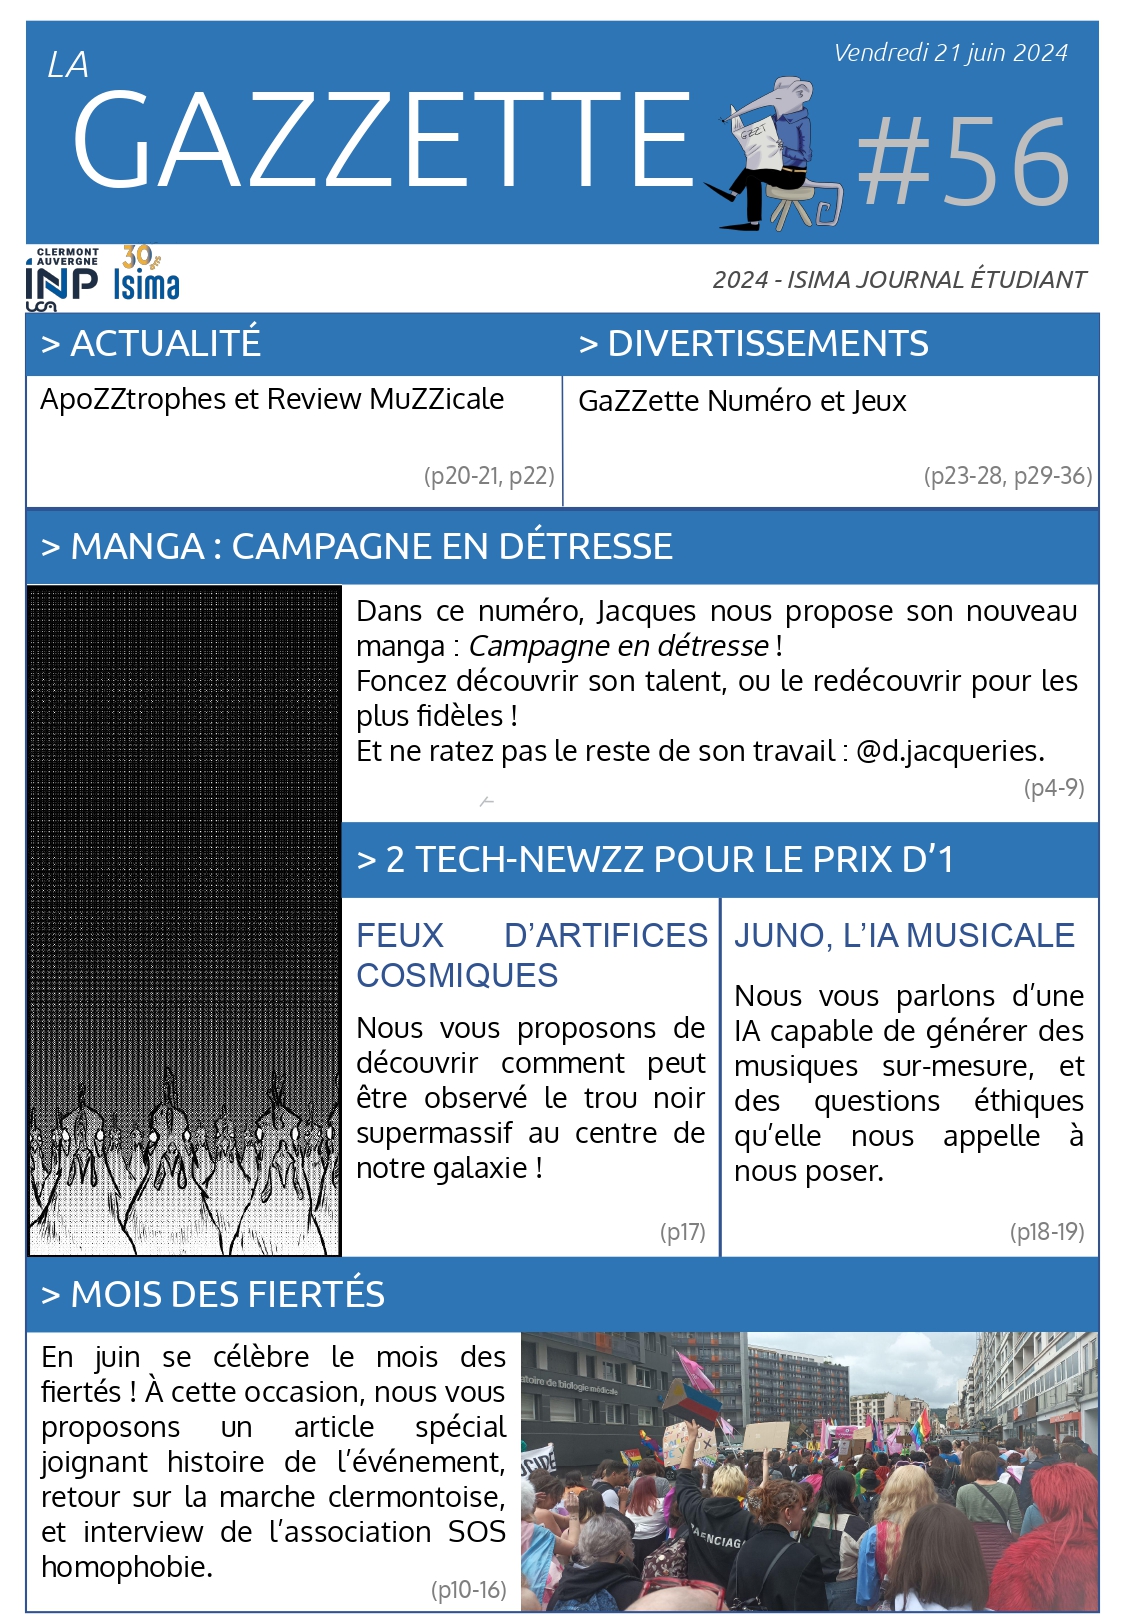 LA
Vendredi 21 juin 2024
GAZZETTE
GZZT
#56
CLERMONT
AUVERGNE
INP
UCA
30
ans
Isima
2024 - ISIMA JOURNAL ÉTUDIANT
> ACTUALITÉ
ApoZZtrophes et Review MuZZicale
(p20-21, p22)
> DIVERTISSEMENTS
GaZZette Numéro et Jeux
(p23-28, p29-36)
> MANGA : CAMPAGNE EN DÉTRESSE
Dans ce numéro, Jacques nous propose son nouveau
manga : Campagne en détresse !
Foncez découvrir son talent, ou le redécouvrir pour les
plus fidèles !
Et ne ratez pas le reste de son travail : @d.jacqueries.
(p4-9)
> 2 TECH-NEWZZ POUR LE PRIX D’1
FEUX D’ARTIFICES
COSMIQUES
Nous vous proposons de
découvrir comment peut
être observé le trou noir
supermassif au centre de
notre galaxie !
(p17)
JUNO, L’IA MUSICALE
Nous vous parlons d’une
IA capable de générer des
musiques sur-mesure, et
des questions éthiques
qu’elle nous appelle à
nous poser.
(p18-19)
> MOIS DES FIERTÉS
En juin se célèbre le mois des
fiertés ! À cette occasion, nous vous
proposons un article spécial
joignant histoire de l’événement,
retour sur la marche clermontoise,
et interview de l’association SOS
homophobie.
(p10-16)
atoire de biologie médicale